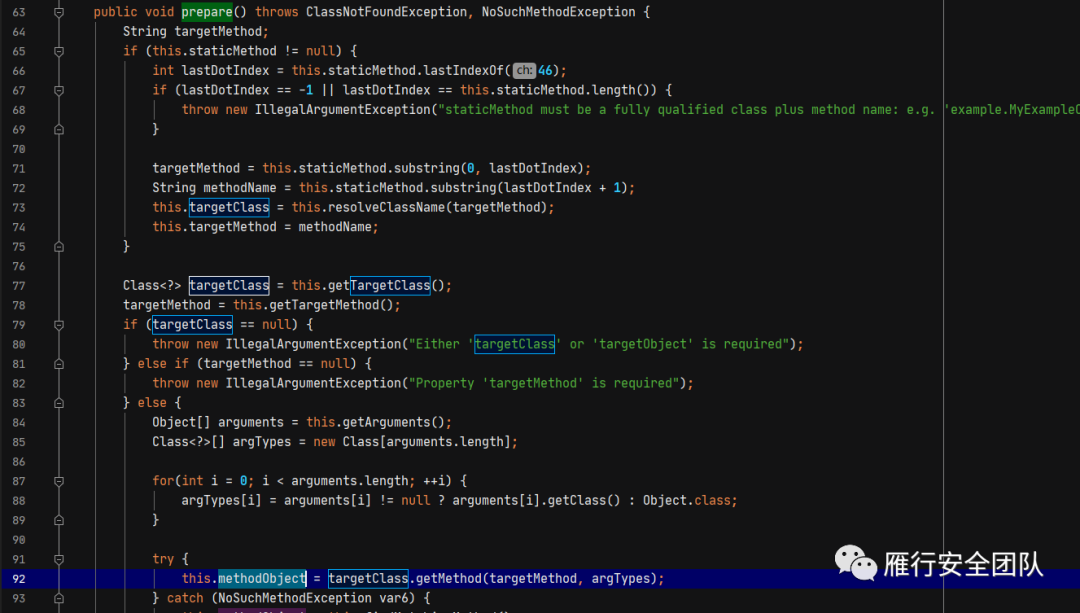 63 public void prepare() throws ClassNotFoundException, NoSuchMethodException {
64 String targetMethod;
65 if (this.staticMethod != null) {
66 int lastDotIndex = this.staticMethod.lastIndexOf( ch: 46);
67 if (lastDotIndex == -1 || lastDotIndex == this.staticMethod.length()) {
68 throw new IllegalArgumentException("staticMethod must be a fully qualified class plus method name: e.g. 'example.MyExampleC
69 }
70
71 targetMethod = this.staticMethod.substring(0, lastDotIndex);
72 String methodName = this.staticMethod.substring(lastDotIndex + 1);
73 this.targetClass = this.resolveClassName(targetMethod);
74 this.targetMethod = methodName;
75 }
76
77 Class<?> targetClass = this.getTargetClass();
78 targetMethod = this.getTargetMethod();
79 if (targetClass == null) {
80 throw new IllegalArgumentException("Either 'targetClass' or 'targetObject' is required");
81 } else if (targetMethod == null) {
82 throw new IllegalArgumentException("Property 'targetMethod' is required");
83 } else {
84 Object[] arguments = this.getArguments();
85 Class<?>[] argTypes = new Class[arguments.length];
86
87 for(int i = 0; i < arguments.length; ++i) {
88 argTypes[i] = arguments[i] != null ? arguments[i].getClass() : Object.class;
89 }
90
91 try {
92 this.methodObject = targetClass.getMethod(targetMethod, argTypes);
93 } catch (NoSuchMethodException var6) {
雁行安全团队